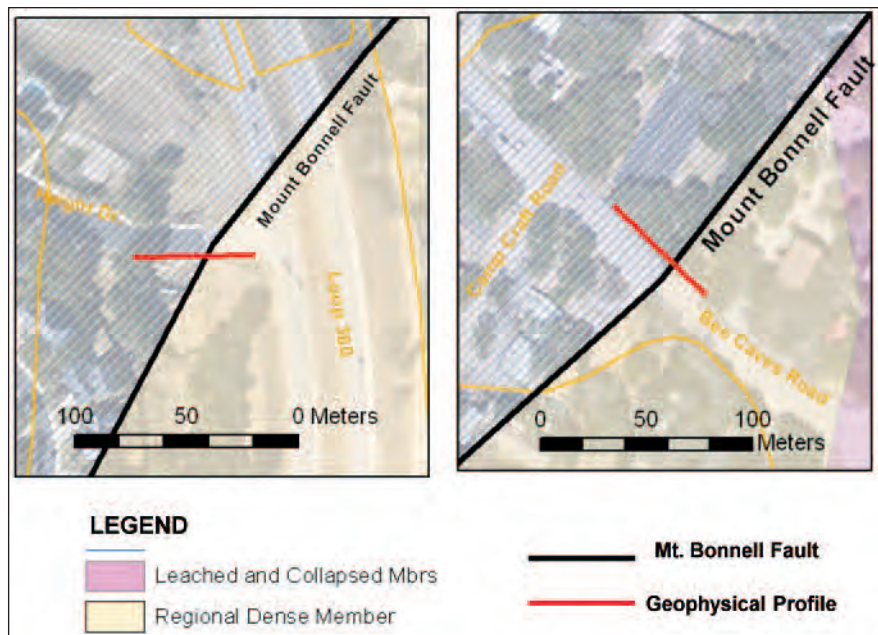 Mount Bonnell Fault
Loop 360
100 50 0 Meters
Mount Bonnell Fault
Camp Craft Road
Bee Caves Road
0 50 100
Meters
LEGEND
Leached and Collapsed Mbrs
Regional Dense Member
Mt. Bonnell Fault
Geophysical Profile